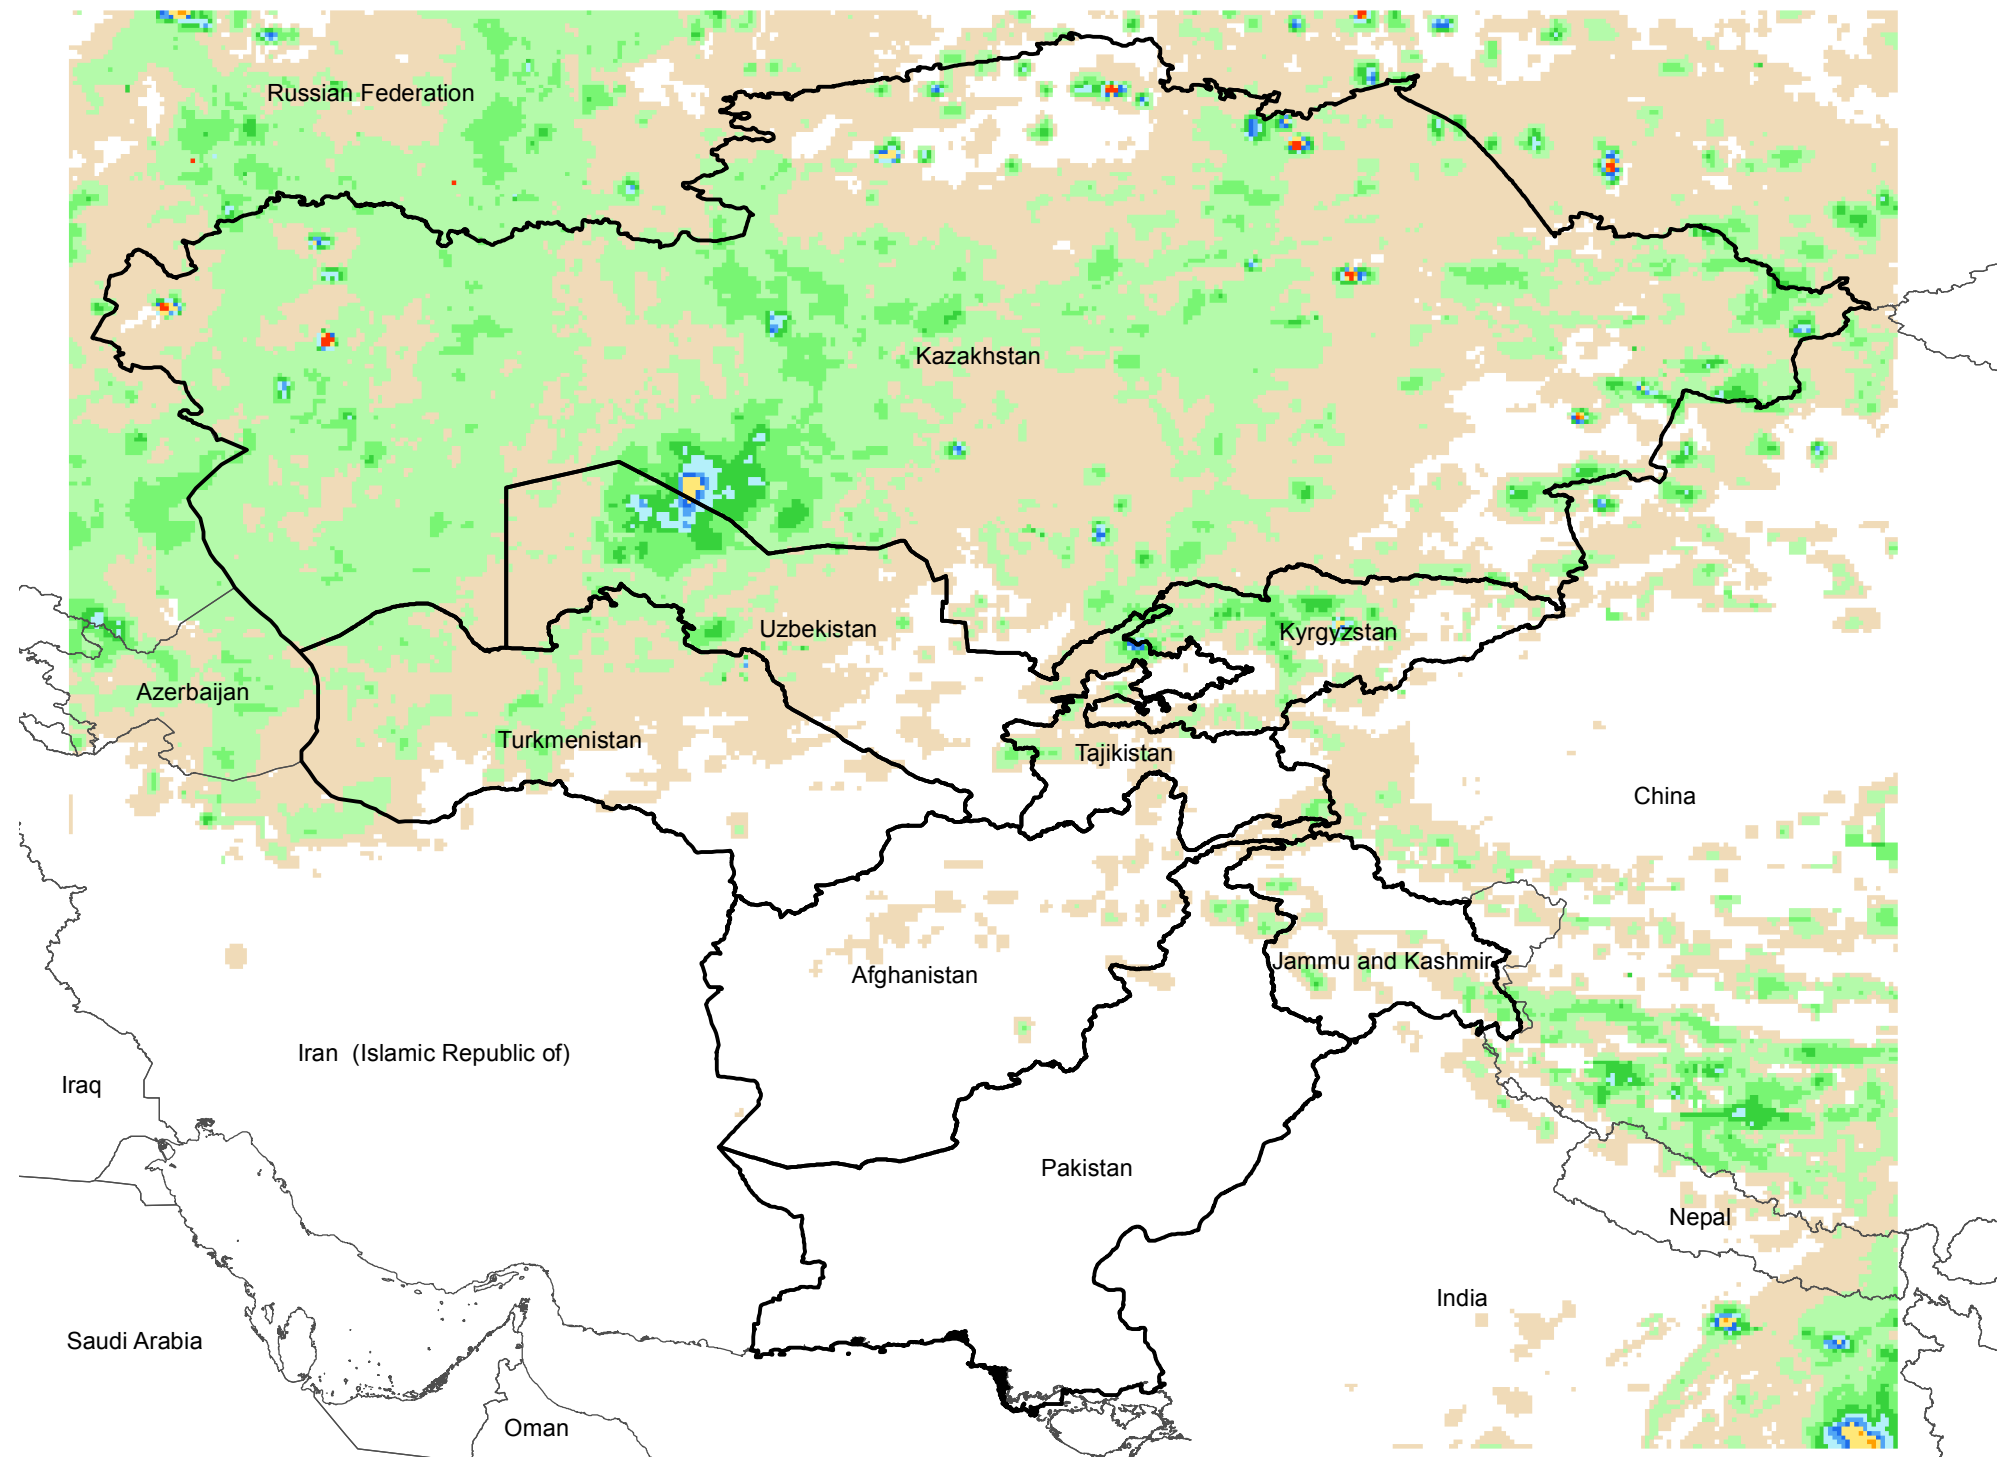 Russian Federation
Kazakhstan
Uzbekistan
Kyrgyzstan
Azerbaijan
Turkmenistan
Tajikistan
China
Jammu and Kashmir
Afghanistan
Iran  (Islamic Republic of)
Iraq
Pakistan
Nepal
India
Saudi Arabia
Oman